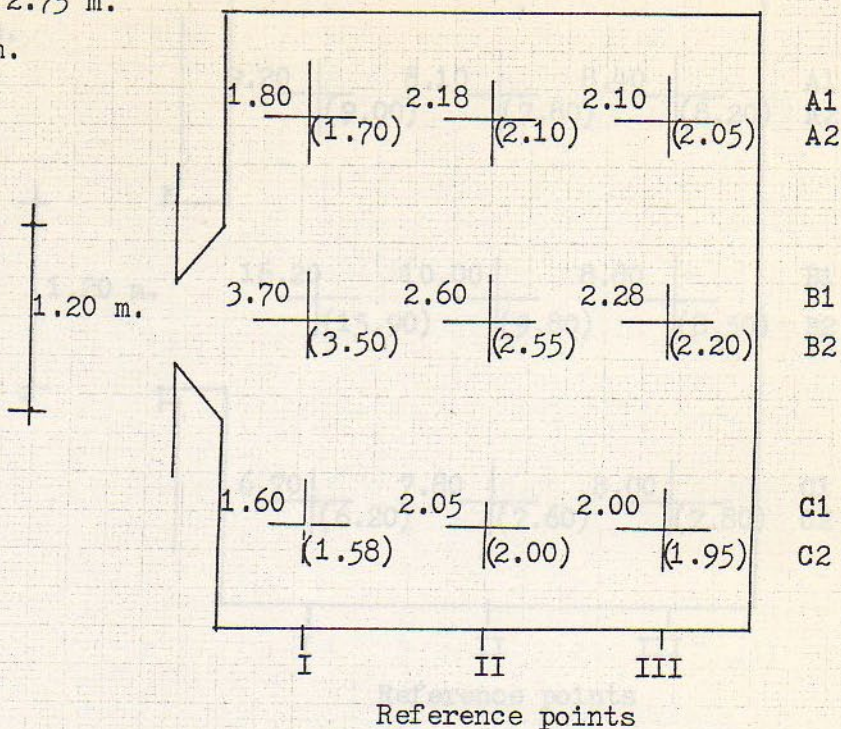 2.75 m.
m.
1.80 2.18 2.10 A1
(1.70) (2.10) (2.05) A2
3.70 2.60 2.28 B1
1.20 m.
(3.50) (2.55) (2.20) B2
1.60 2.05 2.00 C1
(1.58) (2.00) (1.95) C2
I II III
Reference points